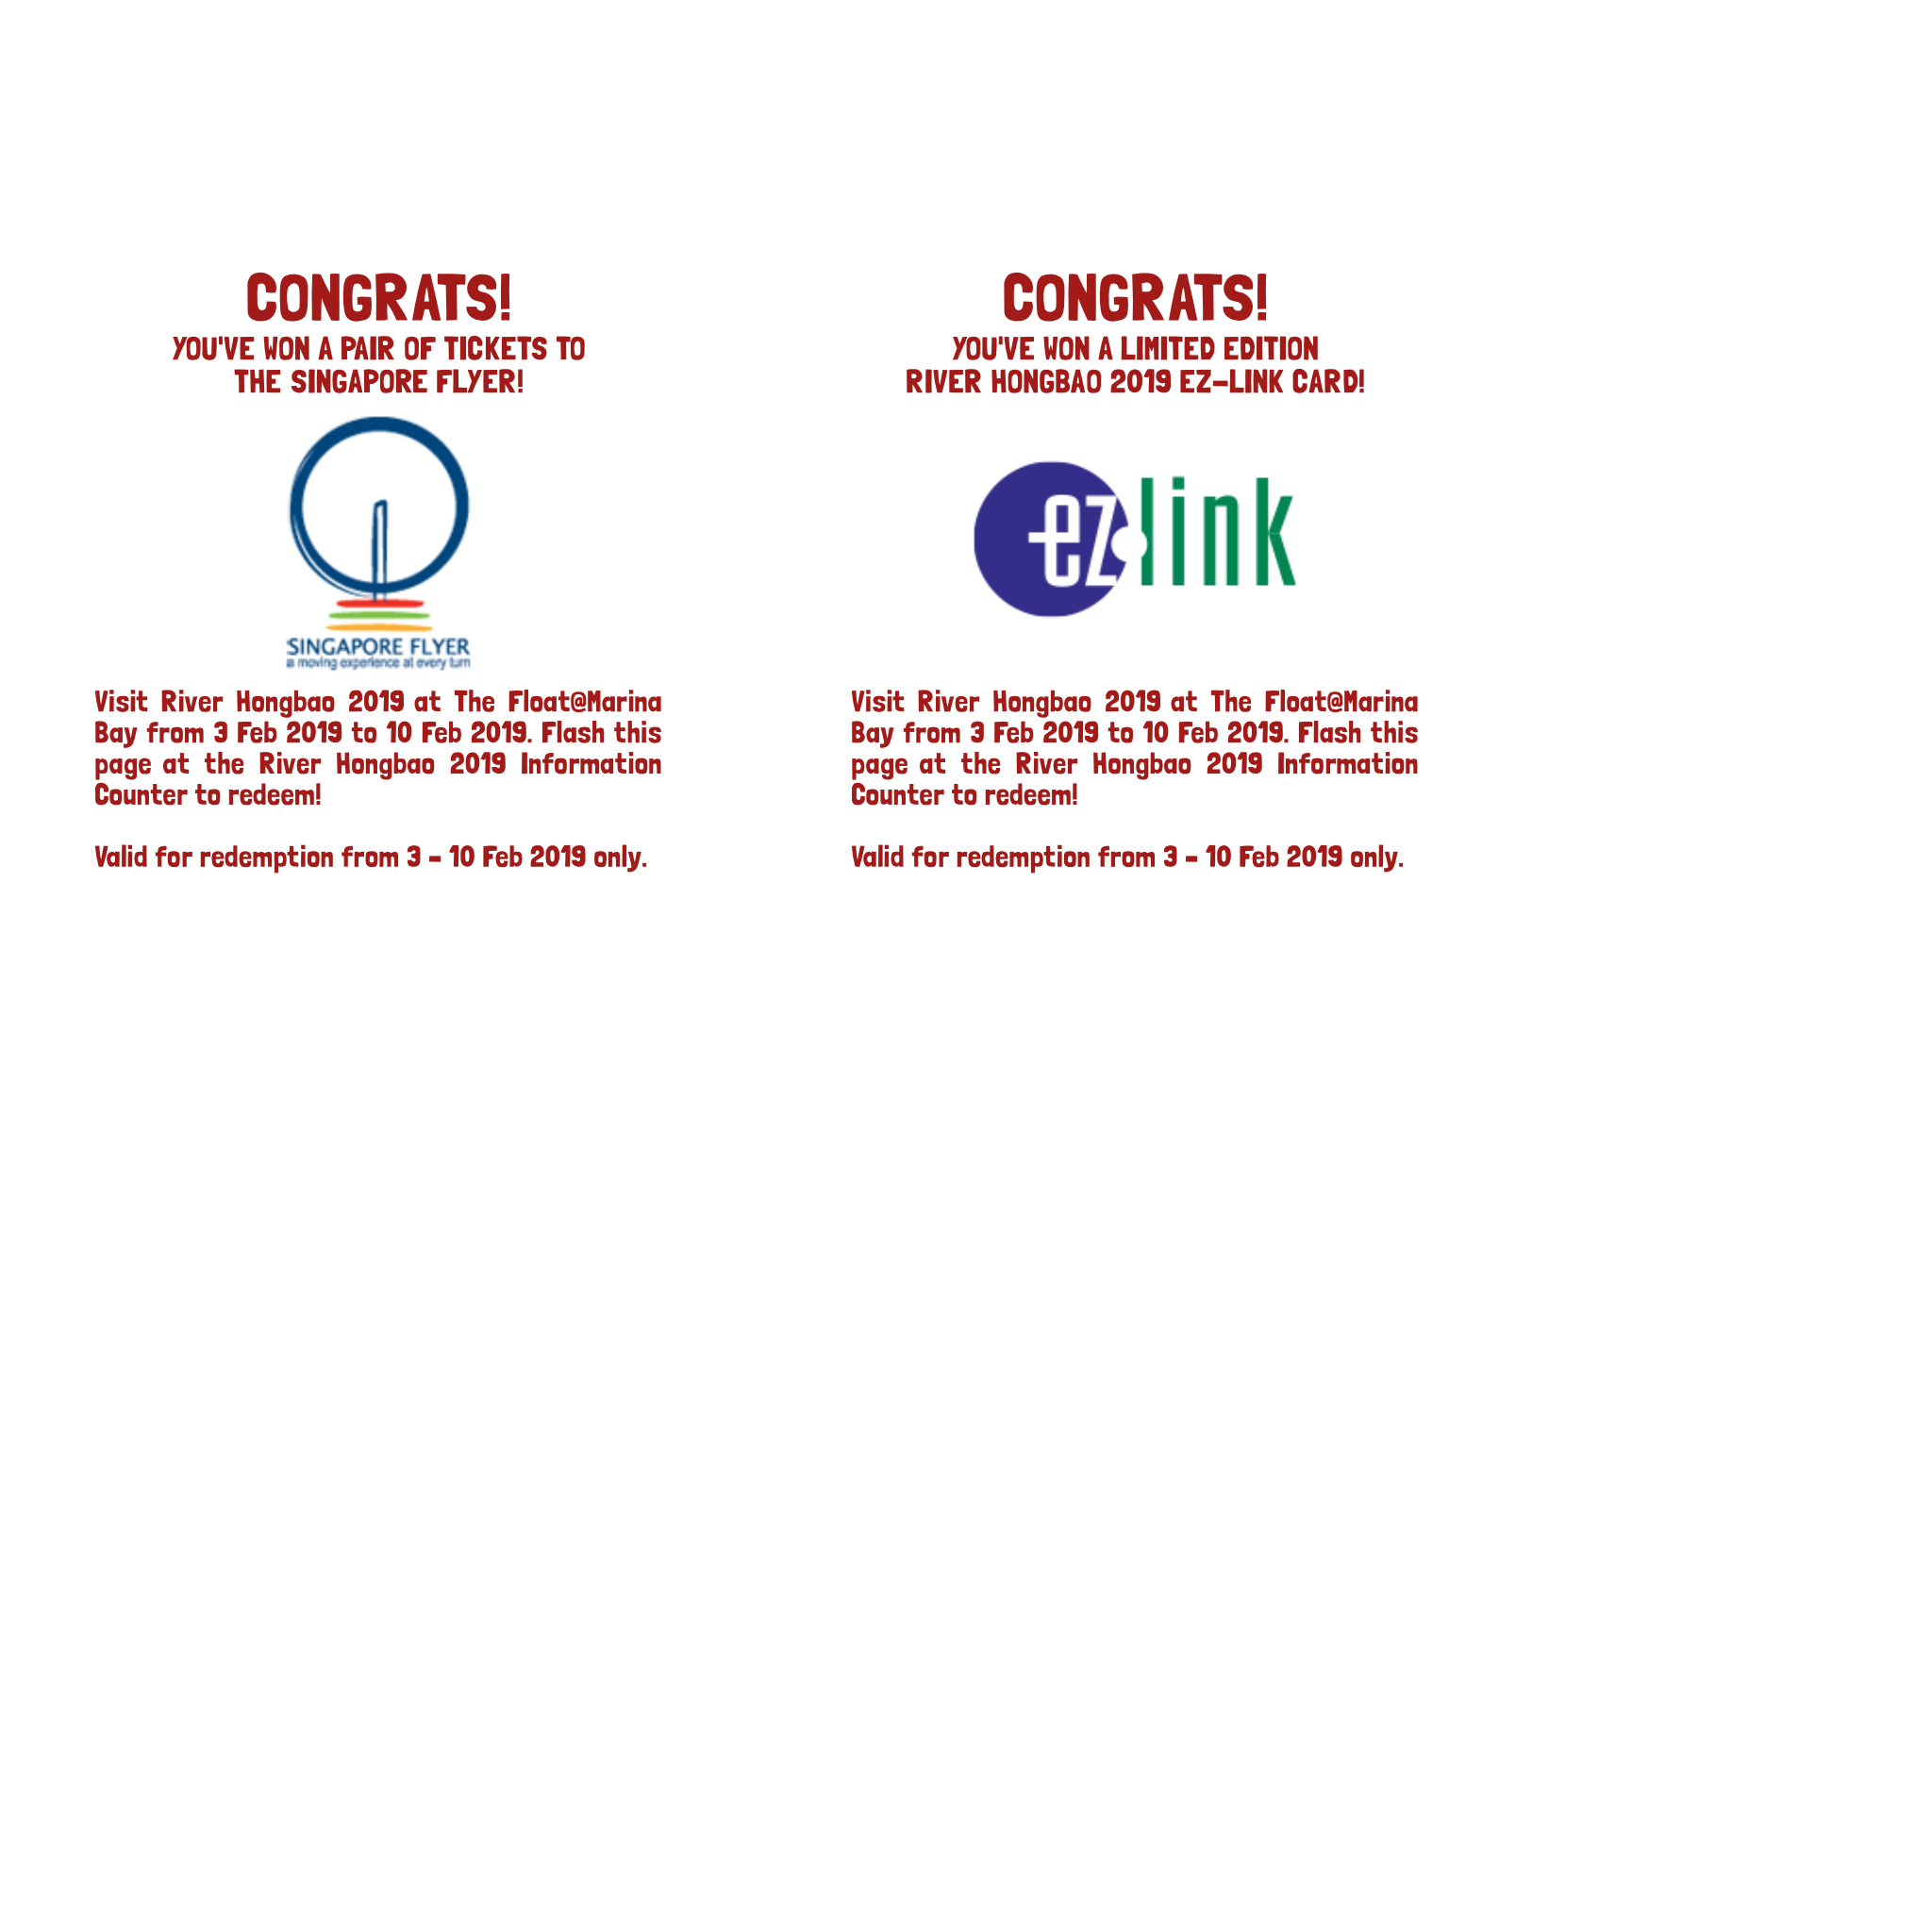 CONGRATS!
YOU'VE WON A PAIR OF TICKETS TO
THE SINGAPORE FLYER!
SINGAPORE FLYER
a moving experience at every turn
Visit River Hongbao 2019 at The Float@Marina
Bay from 3 Feb 2019 to 10 Feb 2019. Flash this
page at the River Hongbao 2019 Information
Counter to redeem!
Valid for redemption from 3 - 10 Feb 2019 only.
CONGRATS!
YOU'VE WON A LIMITED EDITION
RIVER HONGBAO 2019 EZ-LINK CARD!
ez link
Visit River Hongbao 2019 at The Float@Marina
Bay from 3 Feb 2019 to 10 Feb 2019. Flash this
page at the River Hongbao 2019 Information
Counter to redeem!
Valid for redemption from 3 - 10 Feb 2019 only.